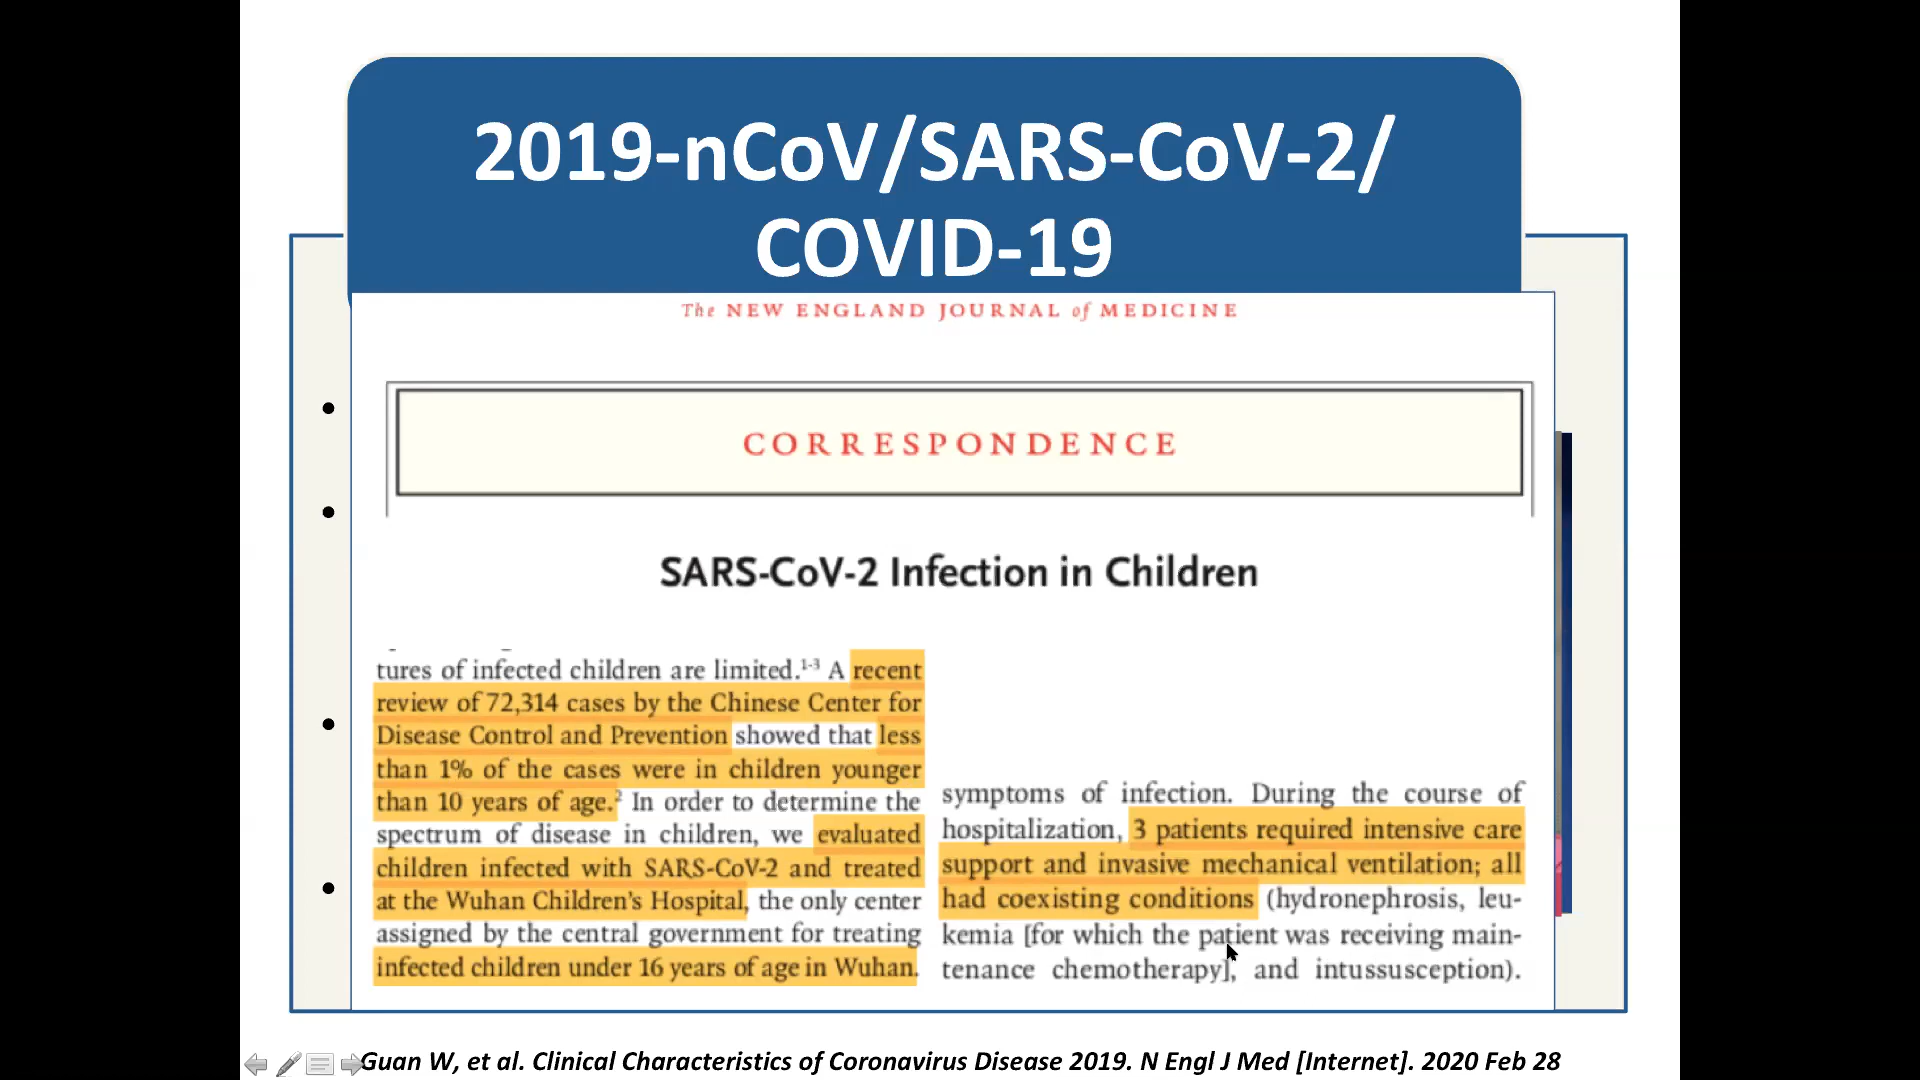 2019-nCoV/SARS-CoV-2/
COVID-19
The NEW ENGLAND JOURNAL of MEDICINE
CORRESPONDENCE
SARS-CoV-2 Infection in Children
tures of infected children are limited.1-3 A recent
review of 72,314 cases by the Chinese Center for
Disease Control and Prevention showed that less
than 1% of the cases were in children younger
than 10 years of age.2 In order to determine the
spectrum of disease in children, we evaluated
children infected with SARS-CoV-2 and treated
at the Wuhan Children's Hospital, the only center
assigned by the central government for treating
infected children under 16 years of age in Wuhan.
symptoms of infection. During the course of
hospitalization, 3 patients required intensive care
support and invasive mechanical ventilation; all
had coexisting conditions (hydronephrosis, leu-
kemia [for which the patient was receiving main-
tenance chemotherapy], and intussusception).
Guan W, et al. Clinical Characteristics of Coronavirus Disease 2019. N Engl J Med [Internet]. 2020 Feb 28